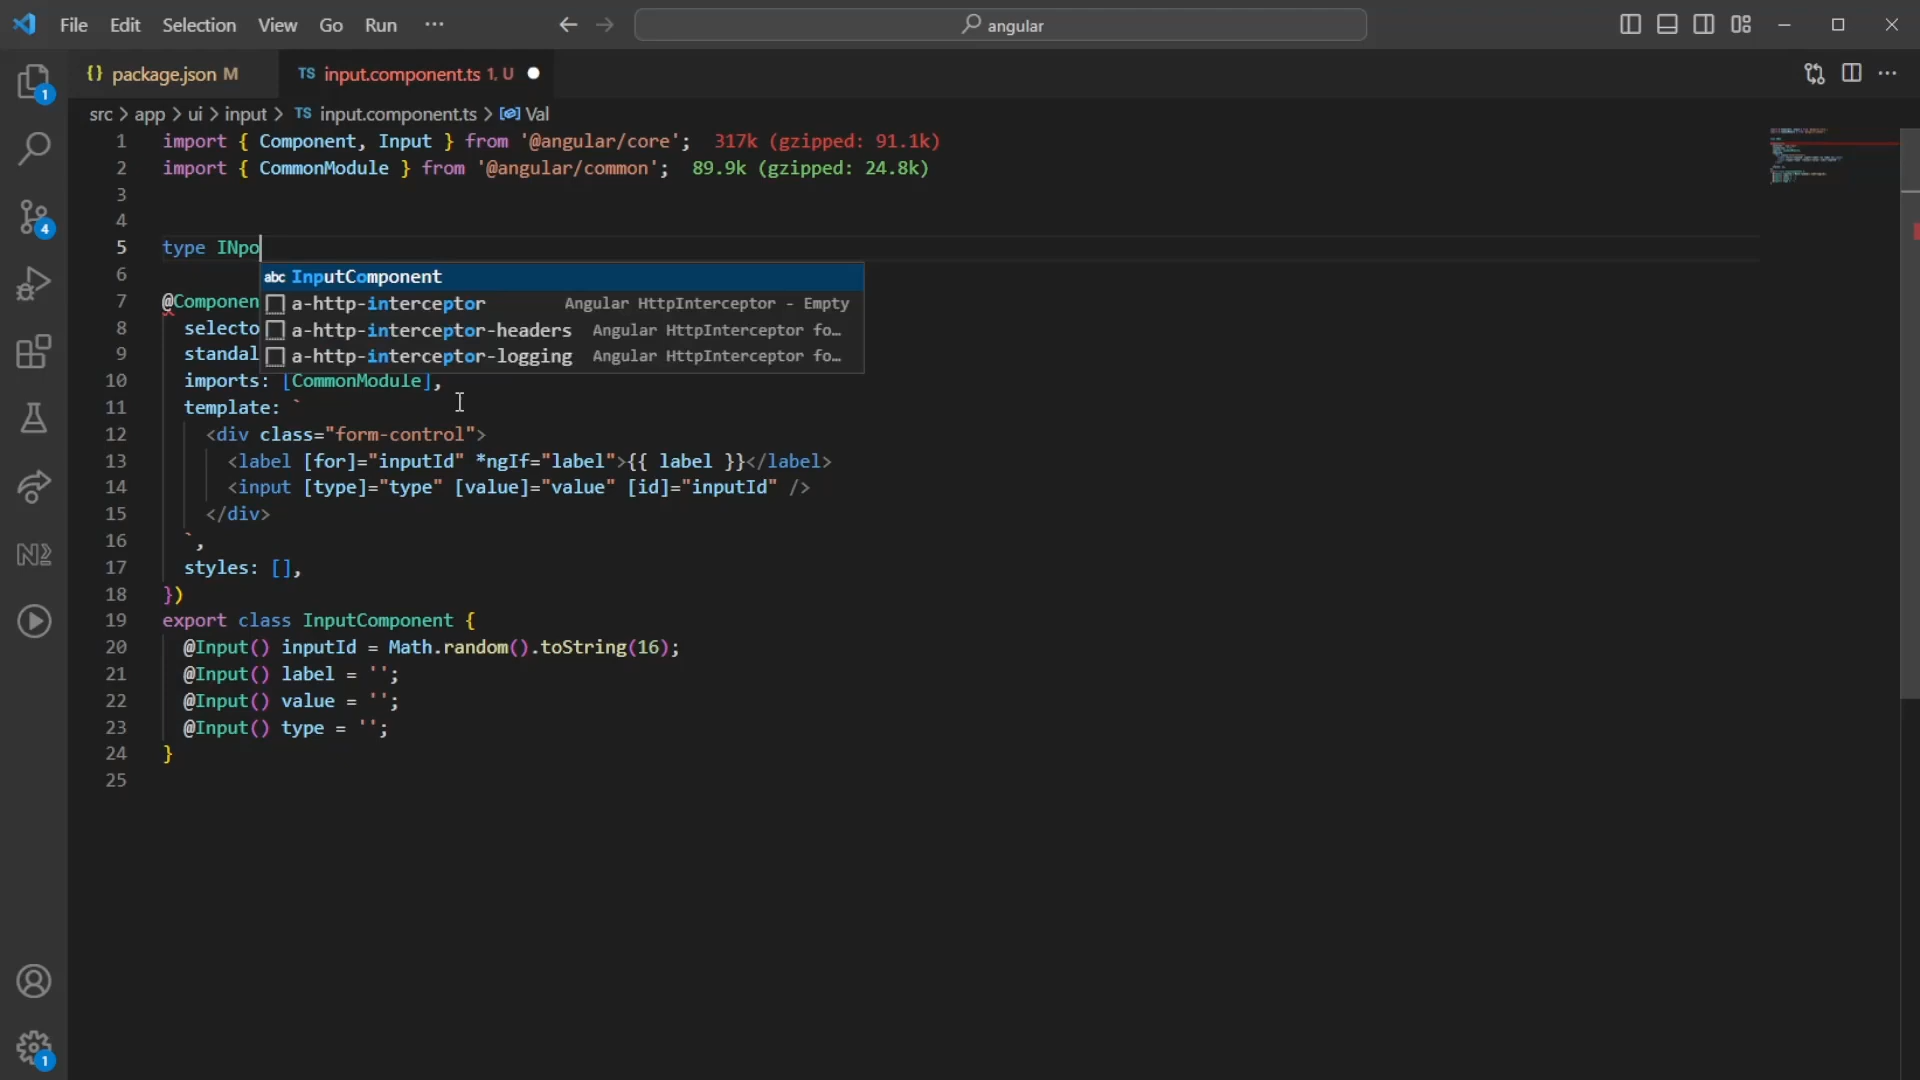 File Edit Selection View Go Run ··· angular
{} package.json M TS input.component.ts 1, U
src > app > ui > input > TS input.component.ts > Val
1 import { Component, Input } from '@angular/core'; 317k (gzipped: 91.1k)
2 import { CommonModule } from '@angular/common'; 89.9k (gzipped: 24.8k)
3
4
5 type INpo
6 abc InputComponent
a-http-interceptor Angular HttpInterceptor - Empty
7 @Componen
a-http-interceptor-headers Angular HttpInterceptor fo…
8 selecto
a-http-interceptor-logging Angular HttpInterceptor fo…
9 standal
10 imports: [CommonModule],
11 template: `
12 <div class="form-control">
13 <label [for]="inputId" *ngIf="label">{{ label }}</label>
14 <input [type]="type" [value]="value" [id]="inputId" />
15 </div>
16 `,
17 styles: [],
18 })
19 export class InputComponent {
20 @Input() inputId = Math.random().toString(16);
21 @Input() label = '';
22 @Input() value = '';
23 @Input() type = '';
24 }
25
1
4
1